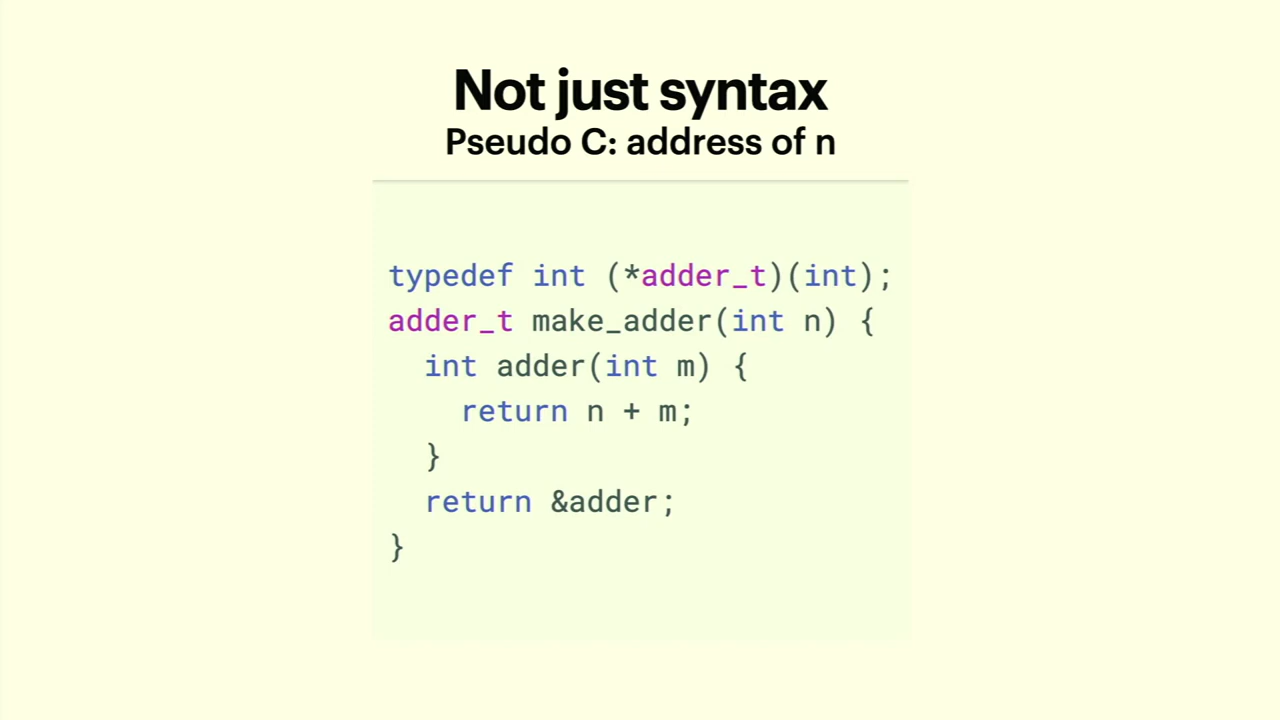 Not just syntax
Pseudo C: address of n
typedef int (*adder_t)(int);
adder_t make_adder(int n) {
  int adder(int m) {
    return n + m;
  }
  return &adder;
}